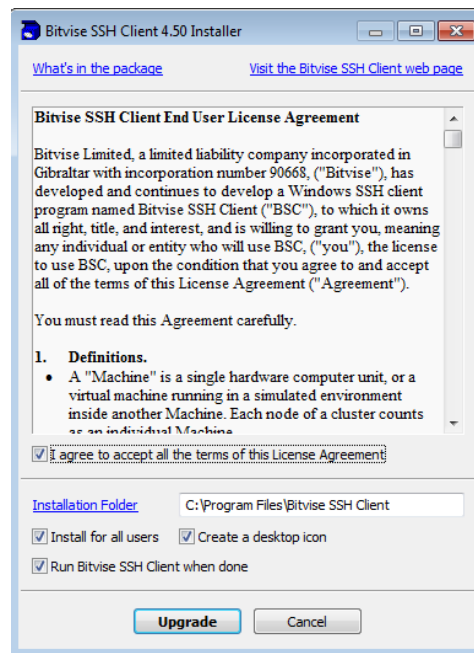 Bitvise SSH Client 4.50 Installer
What's in the package Visit the Bitvise SSH Client web page
Bitvise SSH Client End User License Agreement
Bitvise Limited, a limited liability company incorporated in
Gibraltar with incorporation number 90668, ("Bitvise"), has
developed and continues to develop a Windows SSH client
program named Bitvise SSH Client ("BSC"), to which it owns
all right, title, and interest, and is willing to grant you, meaning
any individual or entity who will use BSC, ("you"), the license
to use BSC, upon the condition that you agree to and accept
all of the terms of this License Agreement ("Agreement").
You must read this Agreement carefully.
1. Definitions.
• A "Machine" is a single hardware computer unit, or a
virtual machine running in a simulated environment
inside another Machine. Each node of a cluster counts
as an individual Machine.
I agree to accept all the terms of this License Agreement
Installation Folder C:\Program Files\Bitvise SSH Client
Install for all users Create a desktop icon
Run Bitvise SSH Client when done
Upgrade Cancel